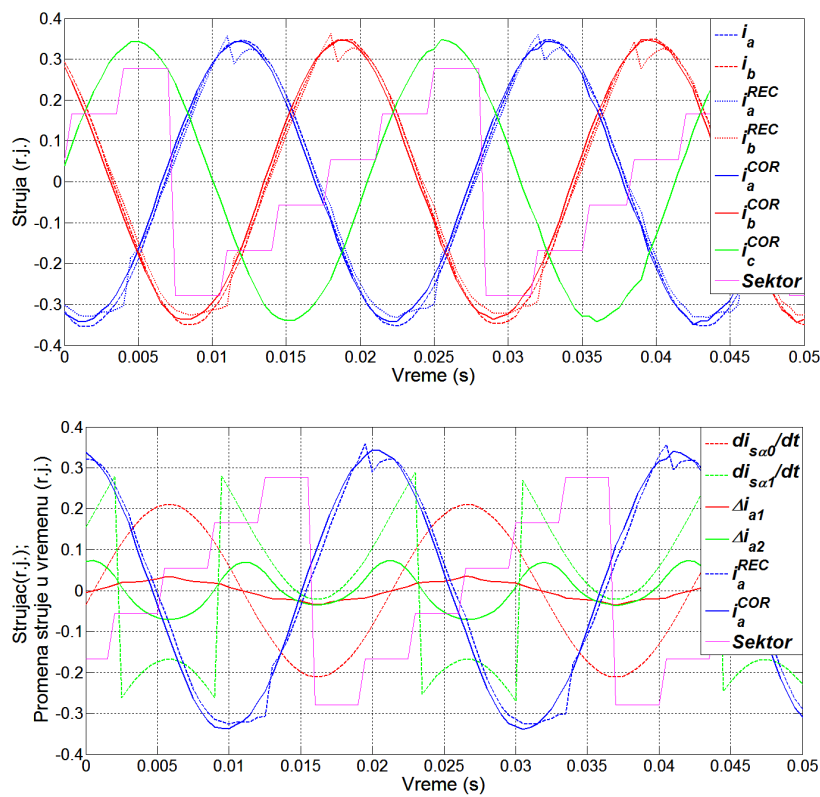 0.4
0.3
0.2
0.1
0
-0.1
-0.2
-0.3
-0.4
Struja (r.j.)
0 0.005 0.01 0.015 0.02 0.025 0.03 0.035 0.04 0.045 0.05
Vreme (s)
i_a
i_b
i_a^REC
i_b^REC
i_a^COR
i_b^COR
i_c^COR
Sektor
0.4
0.3
0.2
0.1
0
-0.1
-0.2
-0.3
-0.4
Strujac(r.j.);
Promena struje u vremenu (r.j.)
0 0.005 0.01 0.015 0.02 0.025 0.03 0.035 0.04 0.045 0.05
Vreme (s)
di_sα0/dt
di_sα1/dt
Δi_a1
Δi_a2
i_a^REC
i_a^COR
Sektor